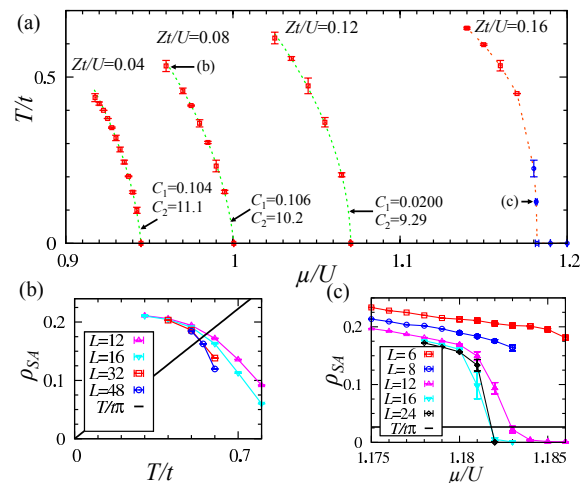 (a)
Zt/U=0.04
Zt/U=0.08
Zt/U=0.12
Zt/U=0.16
(b)
(c)
T/t
0.5
0
C1=0.104
C2=11.1
C1=0.106
C2=10.2
C1=0.0200
C2=9.29
0.9
1
1.1
1.2
μ/U
(b)
ρSA
0.2
0.1
0
L=12
L=16
L=32
L=48
T/tπ
0
0.7
T/t
(c)
ρSA
0.2
0.1
0
L=6
L=8
L=12
L=16
L=24
T/tπ
1.175
1.18
1.185
μ/U